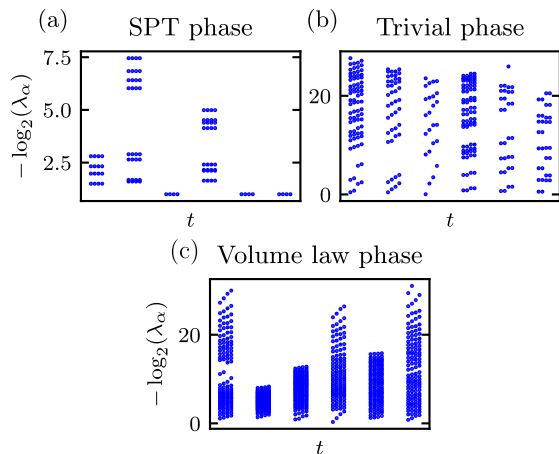 (a) SPT phase
− log₂(λα)
7.5
5.0
2.5
t
(b) Trivial phase
20
0
t
(c) Volume law phase
− log₂(λα)
20
0
t